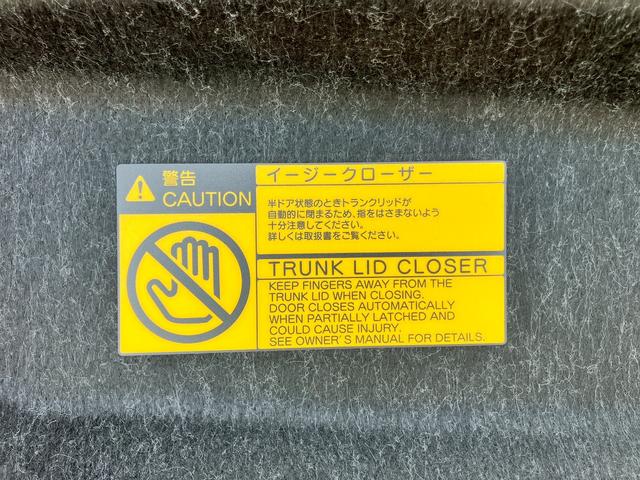 警告
CAUTION
イージークローザー
半ドア状態のときトランクリッドが
自動的に閉まるため、指をはさまないよう
十分注意してください。
詳しくは取扱書をご覧ください。
TRUNK LID CLOSER
KEEP FINGERS AWAY FROM THE
TRUNK LID WHEN CLOSING.
DOOR CLOSES AUTOMATICALLY
WHEN PARTIALLY LATCHED AND
COULD CAUSE INJURY.
SEE OWNER'S MANUAL FOR DETAILS.